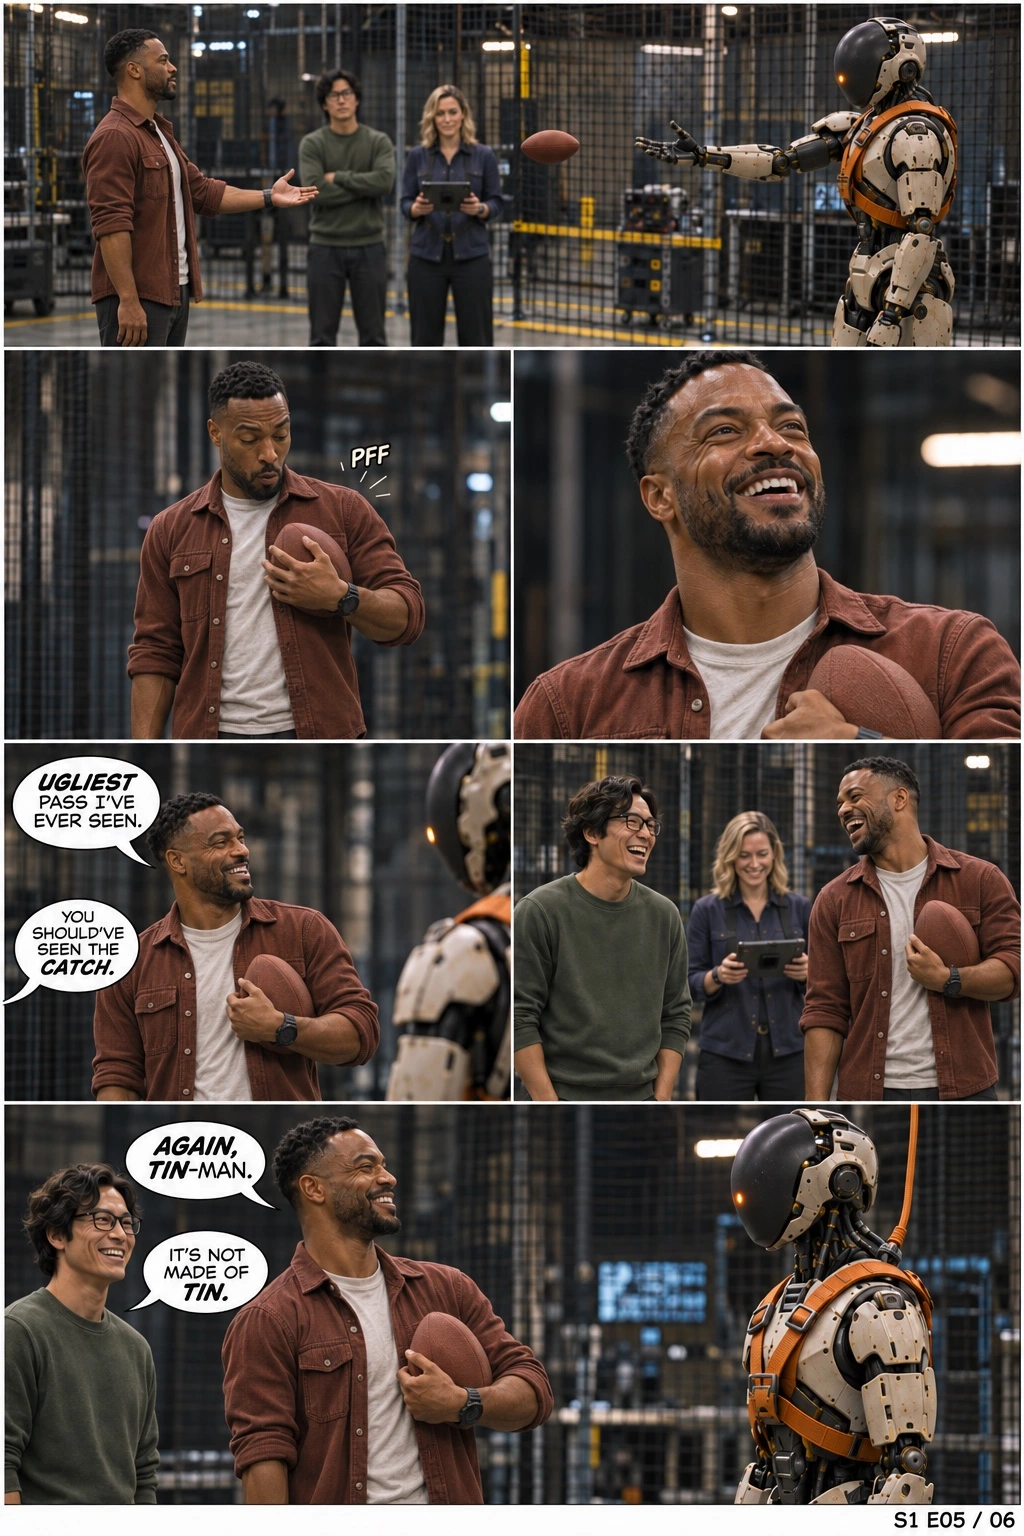 PFF
UGLIEST
PASS I'VE
EVER SEEN.
YOU
SHOULD'VE
SEEN THE
CATCH.
AGAIN,
TIN-MAN.
IT'S NOT
MADE OF
TIN.
S1 E05 / 06